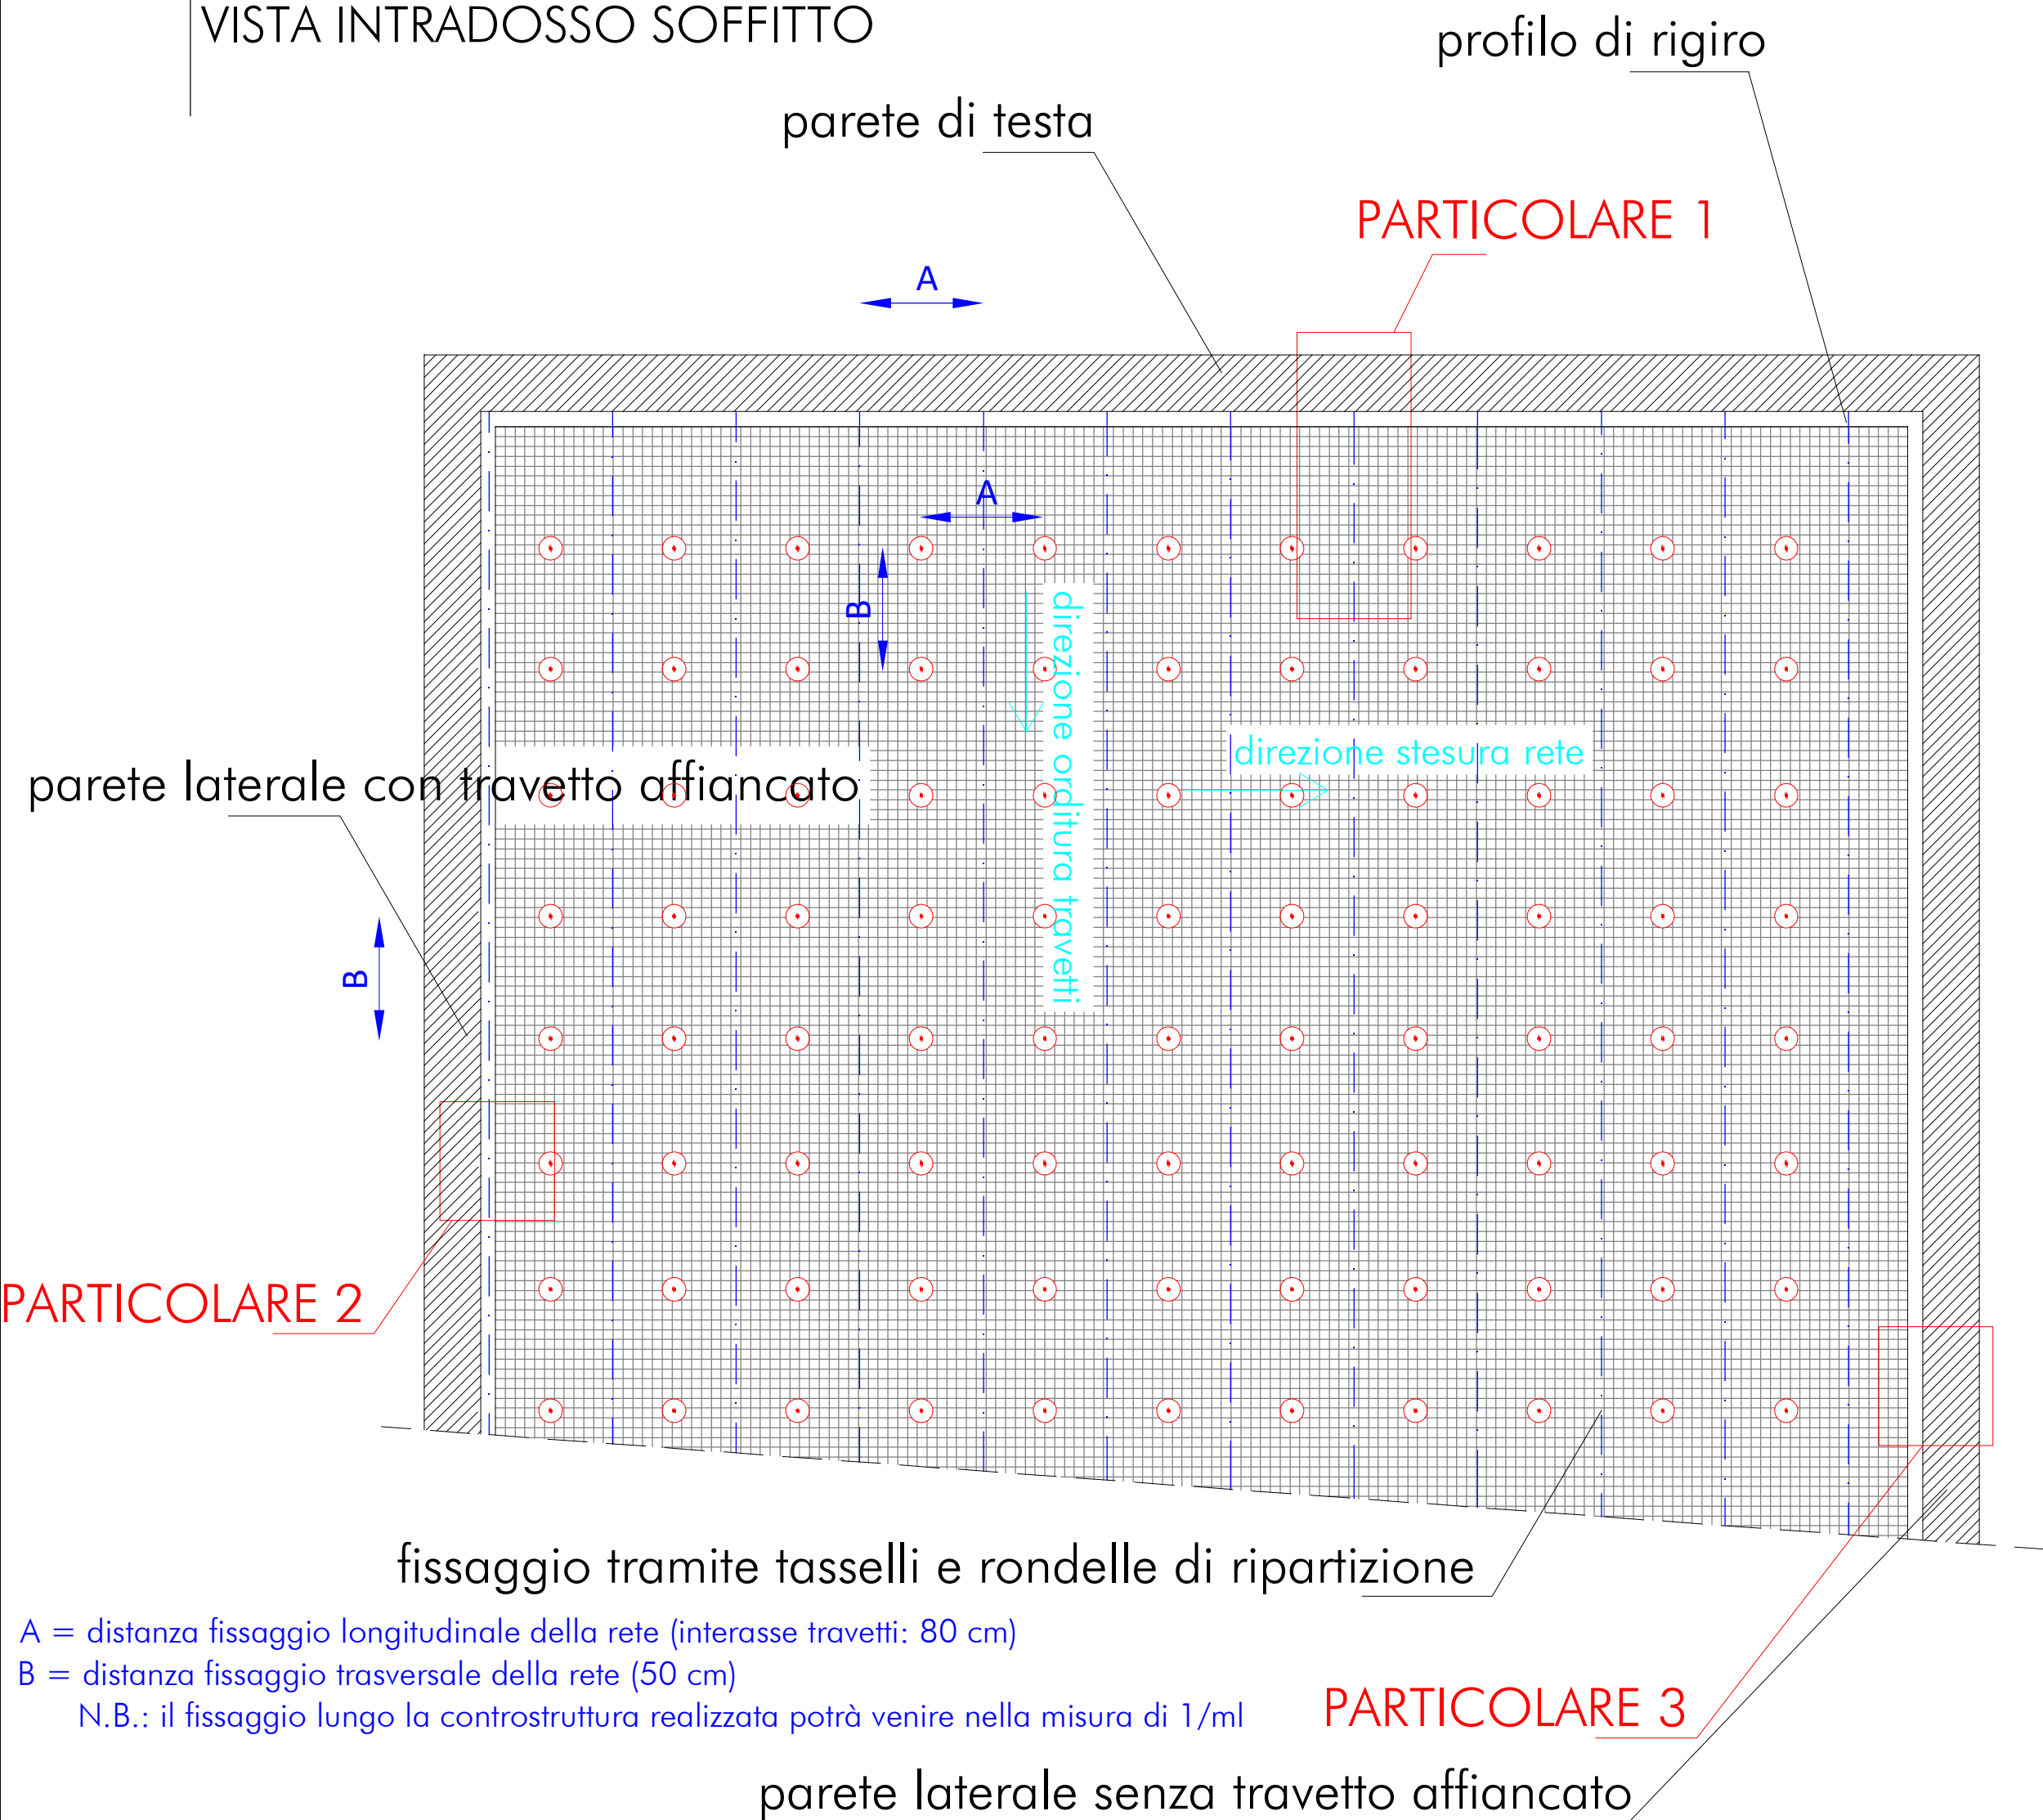 VISTA INTRADOSSO SOFFITTO
profilo di rigiro
parete di testa
PARTICOLARE 1
A
A
B
direzione orditura travetti
direzione stesura rete
parete laterale con travetto affiancato
B
PARTICOLARE 2
fissaggio tramite tasselli e rondelle di ripartizione
A = distanza fissaggio longitudinale della rete (interasse travetti: 80 cm)
B = distanza fissaggio trasversale della rete (50 cm)
N.B.: il fissaggio lungo la controstruttura realizzata potrà venire nella misura di 1/ml
PARTICOLARE 3
parete laterale senza travetto affiancato